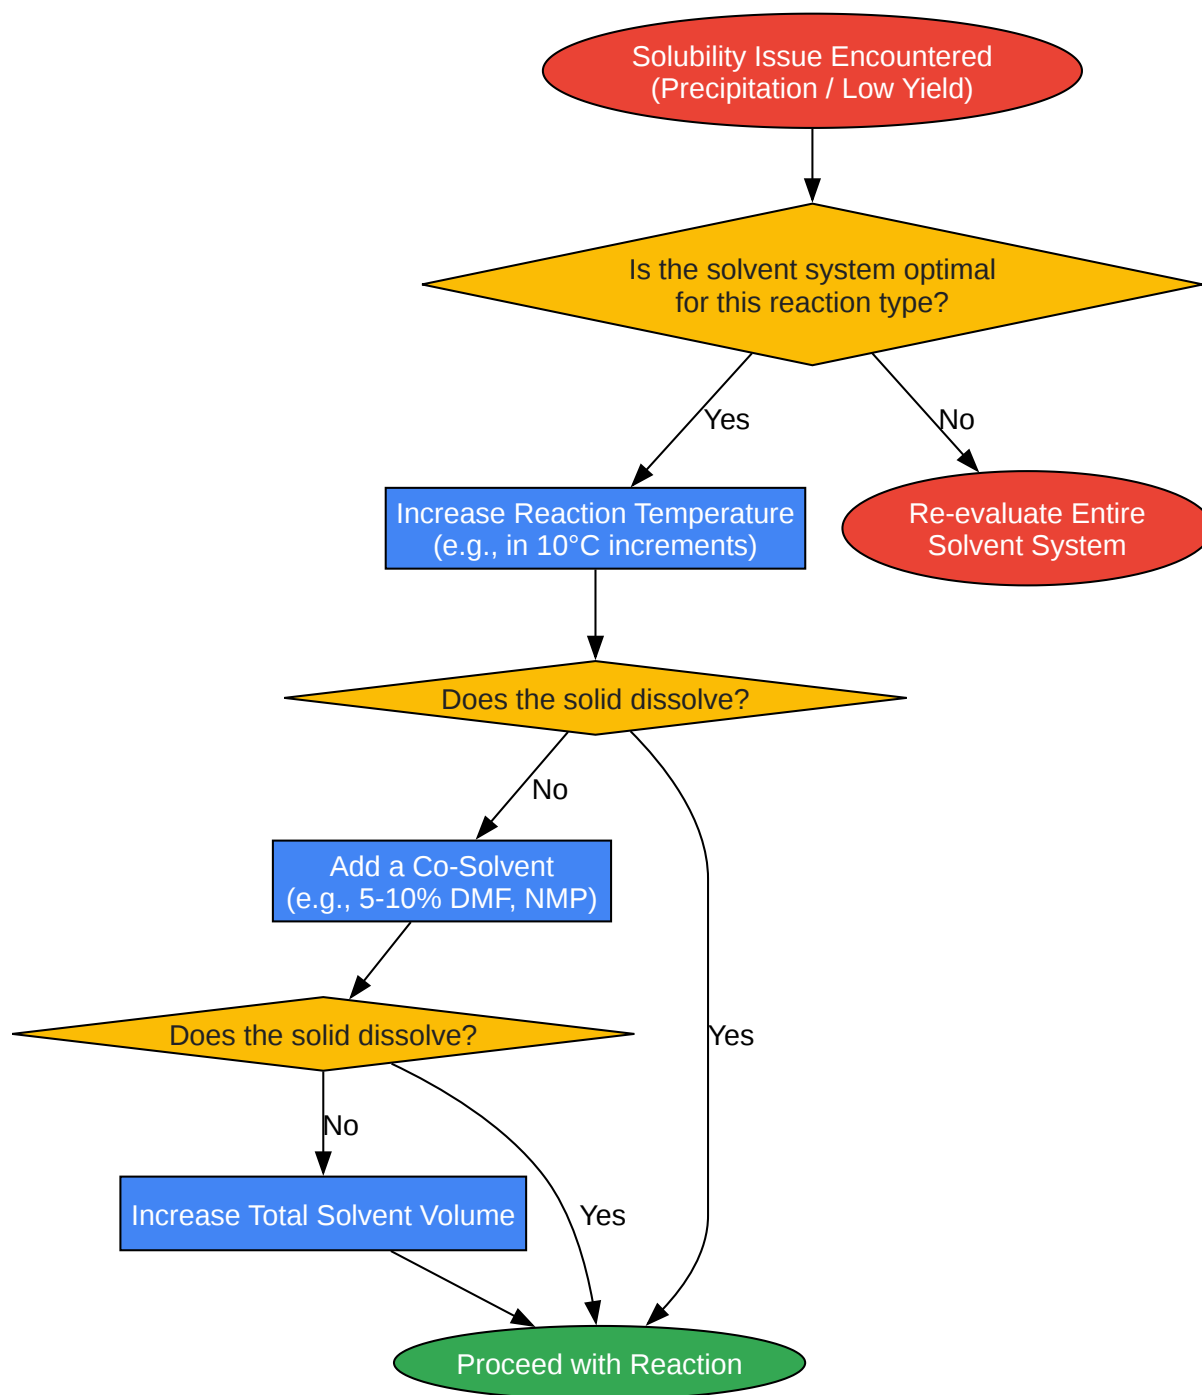 Solubility Issue Encountered
(Precipitation / Low Yield)
Is the solvent system optimal
for this reaction type?
Yes
No
Increase Reaction Temperature
(e.g., in 10°C increments)
Re-evaluate Entire
Solvent System
Does the solid dissolve?
No
Add a Co-Solvent
(e.g., 5-10% DMF, NMP)
Does the solid dissolve?
Yes
No
Increase Total Solvent Volume
Yes
Proceed with Reaction